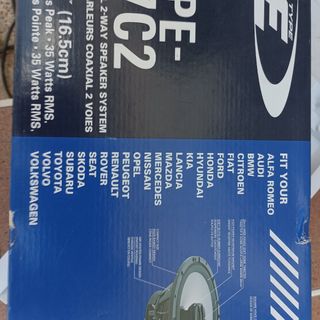 TYPE
E
PE-
7C2
2-WAY SPEAKER SYSTEM
PARLEURS COAXIAL 2 VOIES
(16.5cm)
s Peak • 35 Watts RMS.
s Pointe • 35 Watts RMS.
FIT YOUR
ALFA ROMEO
AUDI
BMW
CITROEN
FIAT
FORD
HONDA
HYUNDAI
KIA
LANCIA
MAZDA
MERCEDES
NISSAN
OPEL
PEUGEOT
RENAULT
ROVER
SEAT
SKODA
SUBARU
TOYOTA
VOLVO
VOLKSWAGEN